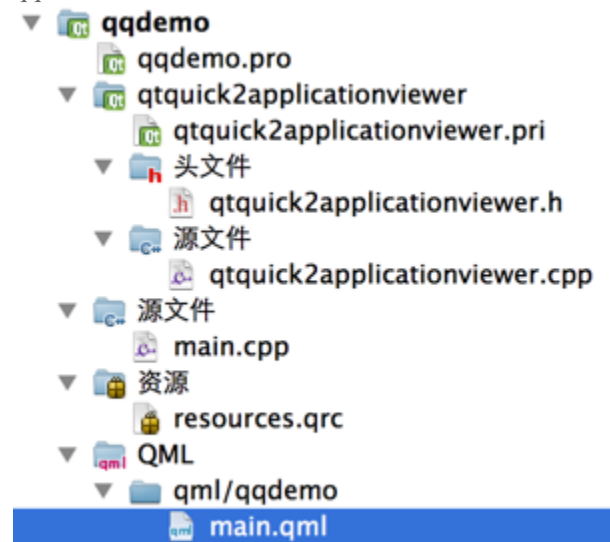 qqdemo
qqdemo.pro
qtquick2applicationviewer
qtquick2applicationviewer.pri
头文件
qtquick2applicationviewer.h
源文件
qtquick2applicationviewer.cpp
源文件
main.cpp
资源
resources.qrc
QML
qml/qqdemo
main.qml